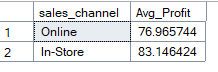 sales_channel Avg_Profit
1 Online 76.965744
2 In-Store 83.146424